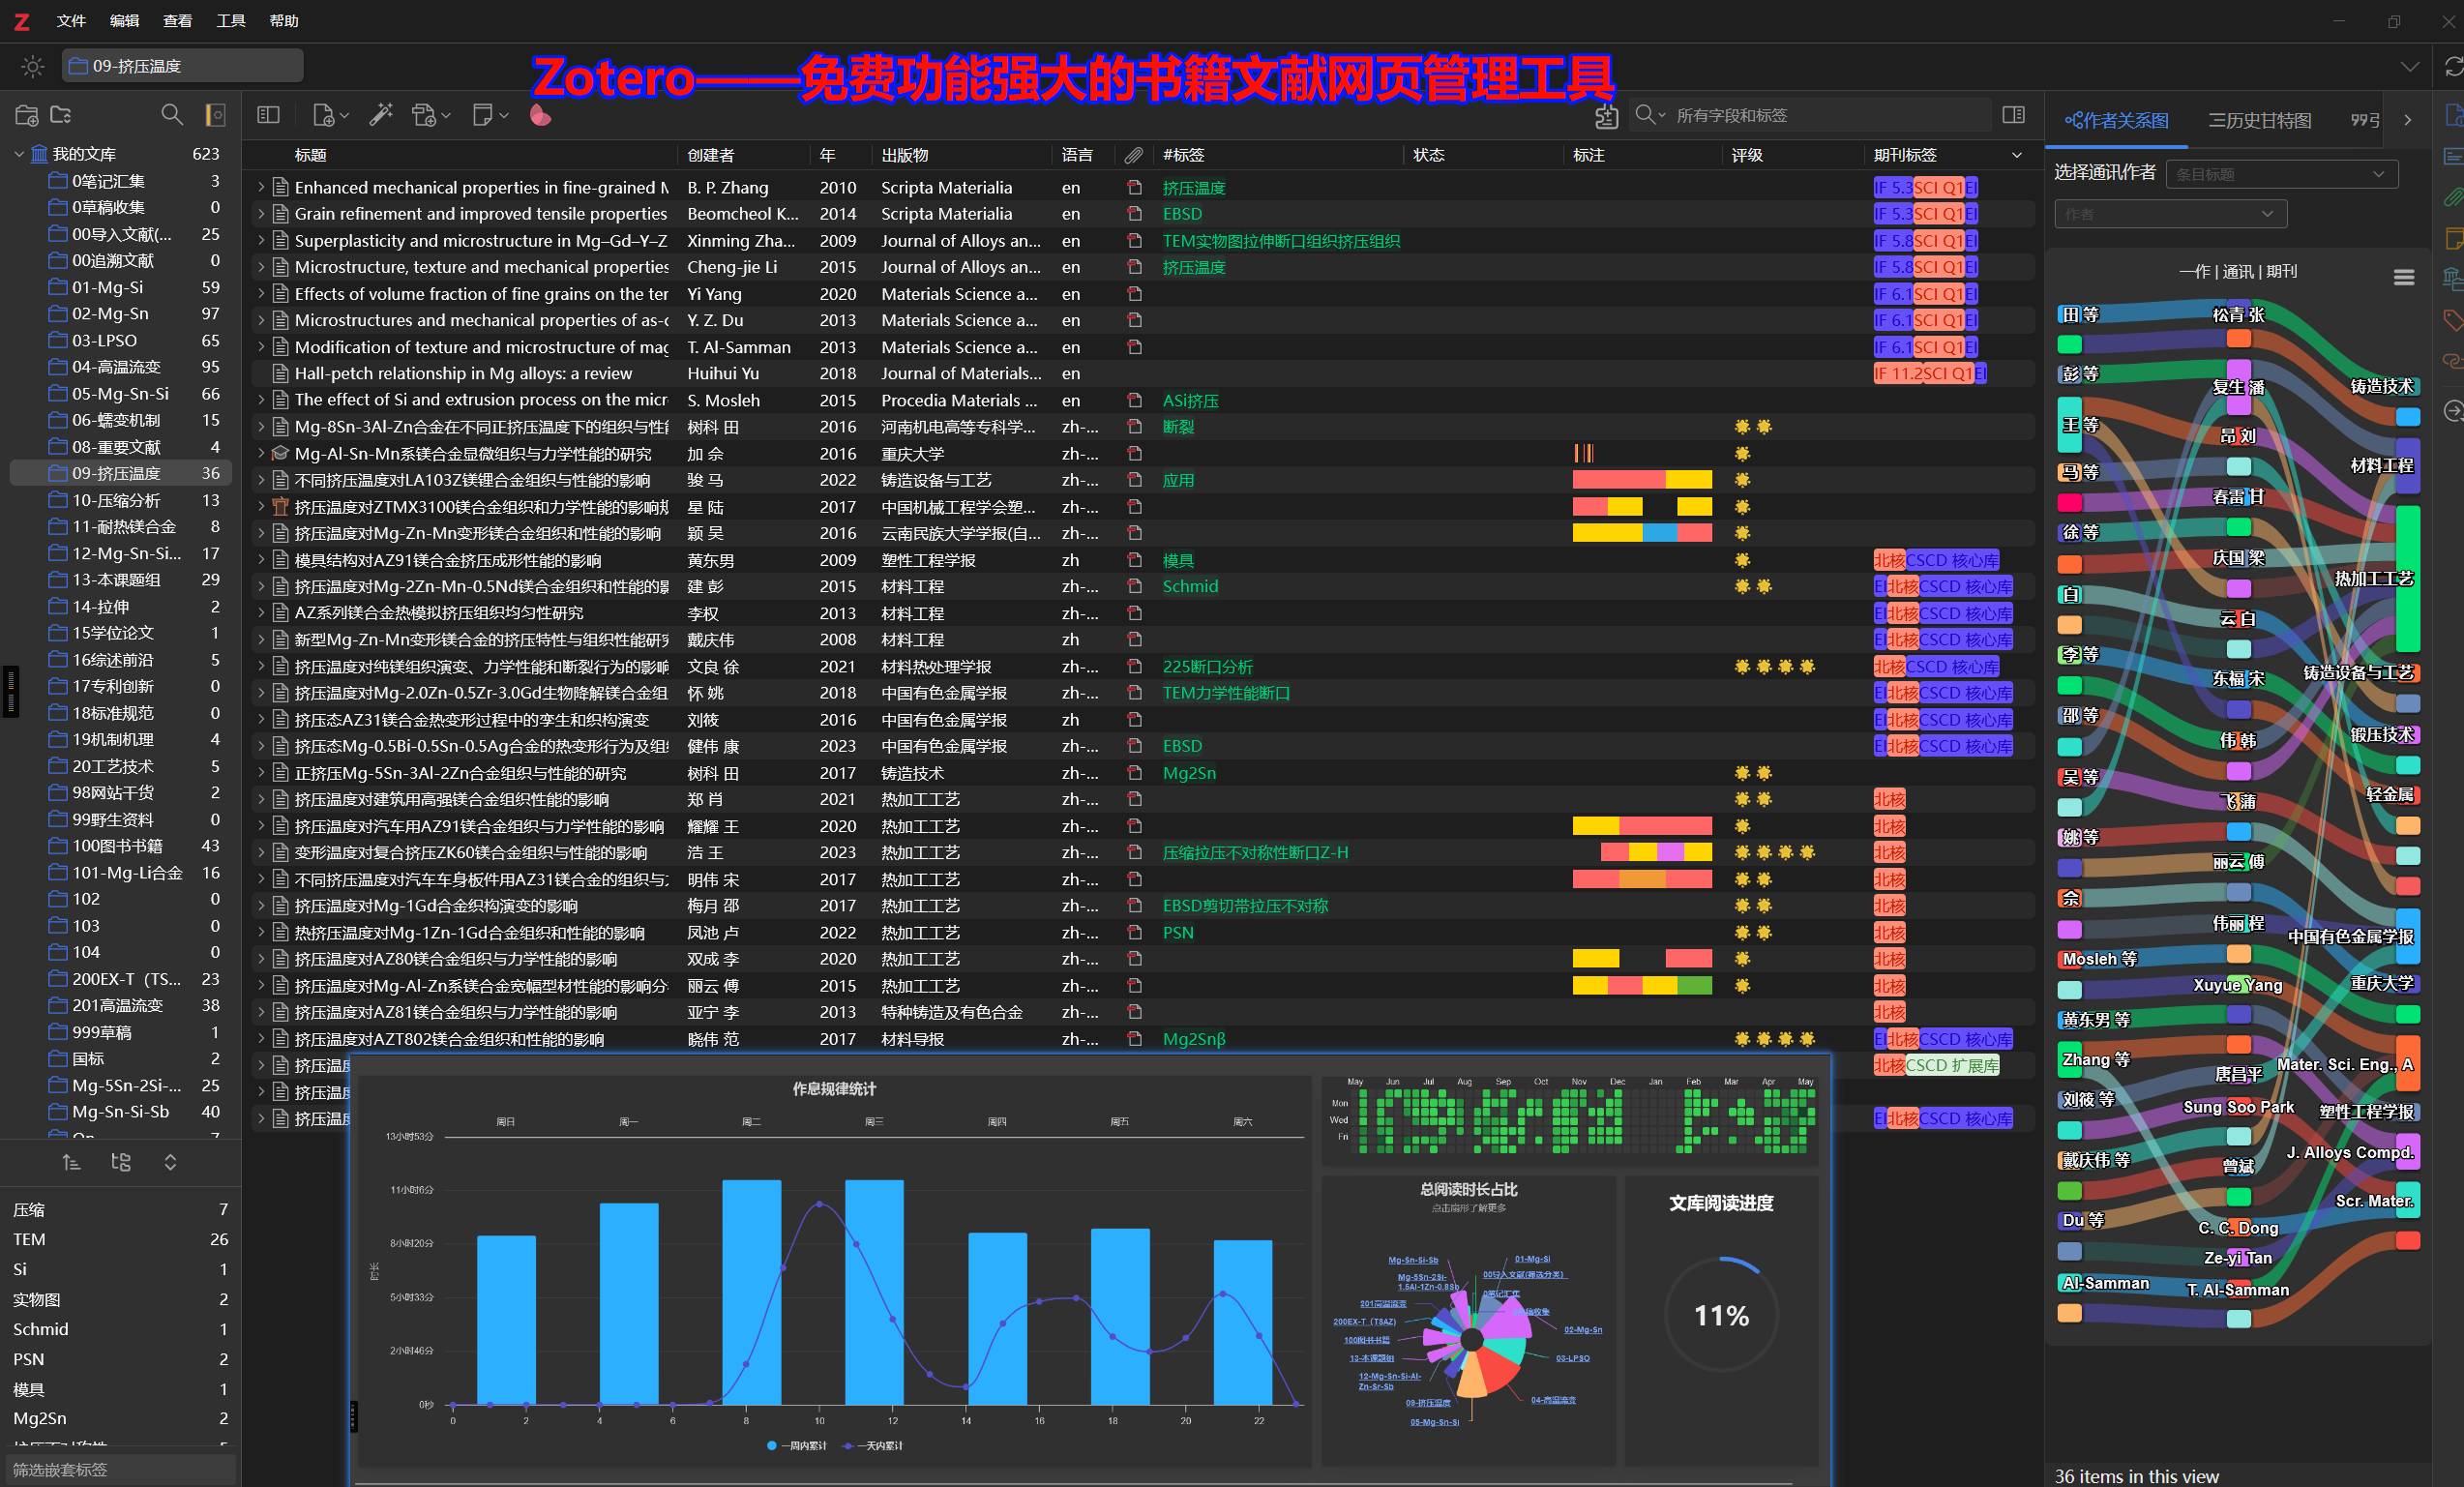 文件 编辑 查看 工具 帮助
09-挤压温度
Zotero——免费功能强大的书籍文献网页管理工具
所有字段和标签
我的文库 623
0笔记汇集 3
0草稿收集 0
00导入文献(... 25
00追溯文献 0
01-Mg-Si 59
02-Mg-Sn 97
03-LPSO 65
04-高温流变 95
05-Mg-Sn-Si 66
06-蠕变机制 15
08-重要文献 4
09-挤压温度 36
10-压缩分析 13
11-耐热镁合金 8
12-Mg-Sn-Si... 17
13-本课题组 29
14-拉伸 2
15学位论文 1
16综述前沿 5
17专利创新 0
18标准规范 0
19机制机理 4
20工艺技术 5
98网站干货 2
99野生资料 0
100图书书籍 43
101-Mg-Li合金 16
102 0
103 0
104 0
200EX-T（TS... 23
201高温流变 38
999草稿 1
国标 2
Mg-5Sn-2Si-... 25
Mg-Sn-Si-Sb 40
压缩 7
TEM 26
Si 1
实物图 2
Schmid 1
PSN 2
模具 1
Mg2Sn 2
筛选嵌套标签
标题 创建者 年 出版物 语言 #标签 状态 标注 评级 期刊标签
Enhanced mechanical properties in fine-grained M B. P. Zhang 2010 Scripta Materialia en 挤压温度 IF 5.3 SCI Q1 EI
Grain refinement and improved tensile properties Beomcheol K... 2014 Scripta Materialia en EBSD IF 5.3 SCI Q1 EI
Superplasticity and microstructure in Mg–Gd–Y–Z Xinming Zha... 2009 Journal of Alloys an... en TEM实物图拉伸断口组织挤压组织 IF 5.8 SCI Q1 EI
Microstructure, texture and mechanical properties Cheng-jie Li 2015 Journal of Alloys an... en 挤压温度 IF 5.8 SCI Q1 EI
Effects of volume fraction of fine grains on the ter Yi Yang 2020 Materials Science a... en IF 6.1 SCI Q1 EI
Microstructures and mechanical properties of as-c Y. Z. Du 2013 Materials Science a... en IF 6.1 SCI Q1 EI
Modification of texture and microstructure of mag T. Al-Samman 2013 Materials Science a... en IF 6.1 SCI Q1 EI
Hall-petch relationship in Mg alloys: a review Huihui Yu 2018 Journal of Materials... en IF 11.2 SCI Q1 EI
The effect of Si and extrusion process on the micr S. Mosleh 2015 Procedia Materials ... en ASi挤压
Mg-8Sn-3Al-Zn合金在不同正挤压温度下的组织与性能 树科 田 2016 河南机电高等专科学... zh-... 断裂
Mg-Al-Sn-Mn系镁合金显微组织与力学性能的研究 加 佘 2016 重庆大学 zh-...
不同挤压温度对LA103Z镁锂合金组织与性能的影响 骏 马 2022 铸造设备与工艺 zh-... 应用
挤压温度对ZTMX3100镁合金组织和力学性能的影响规 星 陆 2017 中国机械工程学会塑... zh-...
挤压温度对Mg-Zn-Mn变形镁合金组织和性能的影响 颖 吴 2016 云南民族大学学报(自... zh-...
模具结构对AZ91镁合金挤压成形性能的影响 黄东男 2009 塑性工程学报 zh 模具 北核 CSCD 核心库
挤压温度对Mg-2Zn-Mn-0.5Nd镁合金组织和性能的影 建 彭 2015 材料工程 zh-... Schmid EI 北核 CSCD 核心库
AZ系列镁合金热模拟挤压组织均匀性研究 李权 2013 材料工程 zh-... EI 北核 CSCD 核心库
新型Mg-Zn-Mn变形镁合金的挤压特性与组织性能研究 戴庆伟 2008 材料工程 zh EI 北核 CSCD 核心库
挤压温度对纯镁组织演变、力学性能和断裂行为的影响 文良 徐 2021 材料热处理学报 zh-... 225断口分析 北核 CSCD 核心库
挤压温度对Mg-2.0Zn-0.5Zr-3.0Gd生物降解镁合金组 怀 姚 2018 中国有色金属学报 zh-... TEM力学性能断口 EI 北核 CSCD 核心库
挤压态AZ31镁合金热变形过程中的孪生和织构演变 刘筱 2016 中国有色金属学报 zh EI 北核 CSCD 核心库
挤压态Mg-0.5Bi-0.5Sn-0.5Ag合金的热变形行为及组织 健伟 康 2023 中国有色金属学报 zh-... EBSD EI 北核 CSCD 核心库
正挤压Mg-5Sn-3Al-2Zn合金组织与性能的研究 树科 田 2017 铸造技术 zh-... Mg2Sn
挤压温度对建筑用高强镁合金组织与性能的影响 郑 肖 2021 热加工工艺 zh-... 北核
挤压温度对汽车用AZ91镁合金组织与力学性能的影响 耀耀 王 2020 热加工工艺 zh-... 北核
变形温度对复合挤压ZK60镁合金组织与性能的影响 浩 王 2023 热加工工艺 zh-... 压缩拉压不对称性断口Z-H 北核
不同挤压温度对汽车车身板件用AZ31镁合金的组织与 明伟 宋 2017 热加工工艺 zh-... 北核
挤压温度对Mg-1Gd合金织构演变的影响 梅月 邵 2017 热加工工艺 zh-... EBSD剪切带拉压不对称 北核
热挤压温度对Mg-1Zn-1Gd合金组织和性能的影响 凤池 卢 2022 热加工工艺 zh-... PSN 北核
挤压温度对AZ80镁合金组织与力学性能的影响 双成 李 2020 热加工工艺 zh-... 北核
挤压温度对Mg-Al-Zn系镁合金宽幅型材性能的影响分 丽云 傅 2015 热加工工艺 zh-... 北核
挤压温度对AZ81镁合金组织与力学性能的影响 亚宁 李 2013 特种铸造及有色合金 zh-... 北核
挤压温度对AZT802镁合金组织和性能的影响 晓伟 范 2017 材料导报 zh-... Mg2Snβ EI 北核 CSCD 核心库
挤压温度 北核 CSCD 扩展库
挤压温度
挤压温度 EI 北核 CSCD 核心库
作息规律统计
周日 周一 周二 周三 周四 周五 周六
13小时53分
11小时6分
8小时20分
5小时33分
2小时46分
0秒
时长
0 2 4 6 8 10 12 14 16 18 20 22
一周内累计 一天内累计
May Jun Jul Aug Sep Oct Nov Dec Jan Feb Mar Apr May
Mon
Wed
Fri
总阅读时长占比
点击扇形了解更多
Mg-Sn-Si-Sb
01-Mg-Si
Mg-5Sn-2Si-1.5Al-1Zn-0.8Sb
00导入文献(筛选分类)
0笔记汇集
201高温流变
200EX-T（TSAZ）
02-Mg-Sn
100图书书籍
13-本课题组
03-LPSO
12-Mg-Sn-Si-Al-Zn-Sr-Sb
09-挤压温度
04-高温流变
05-Mg-Sn-Si
文库阅读进度
11%
作者关系图 历史甘特图 引
选择通讯作者 条目标题
作者
一作 | 通讯 | 期刊
田 等
彭 等
王 等
马 等
徐 等
白
李 等
邵 等
吴 等
姚 等
佘
Mosleh 等
黄东男 等
Zhang 等
刘筱 等
戴庆伟 等
Du 等
Al-Samman
松青 张
复生 潘
昂 刘
春雷 甘
庆国 梁
云 白
东福 宋
伟 韩
飞 蒲
丽云 傅
伟丽 程
Xuyue Yang
唐昌平
Sung Soo Park
曾斌
C. C. Dong
Ze-yi Tan
T. Al-Samman
铸造技术
材料工程
热加工工艺
铸造设备与工艺
锻压技术
轻金属
中国有色金属学报
重庆大学
Mater. Sci. Eng., A
塑性工程学报
J. Alloys Compd.
Scr. Mater.
36 items in this view